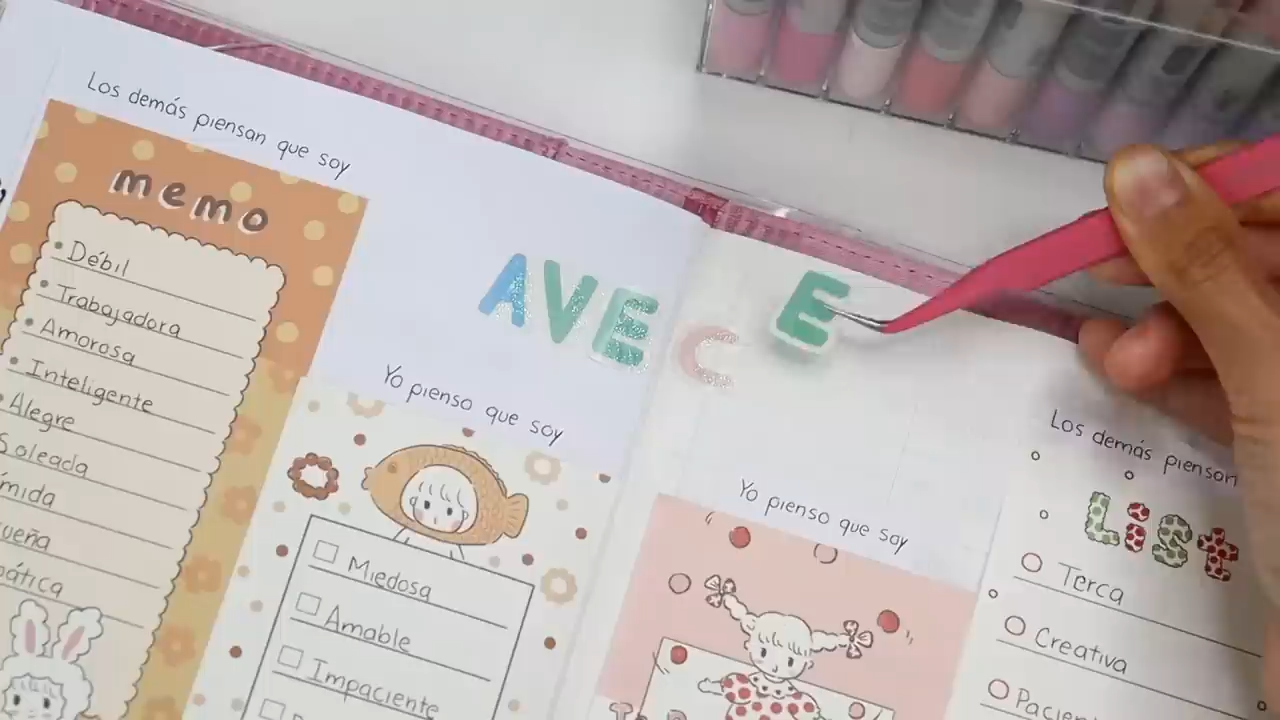 Los demás piensan que soy
memo
Débil
Trabajadora
Amorosa
Inteligente
Alegre
Soleada
AVEC E
Yo pienso que soy
Miedosa
Amable
Impaciente
Yo pienso que soy
Los demás piensan
LiSt
Terca
Creativa